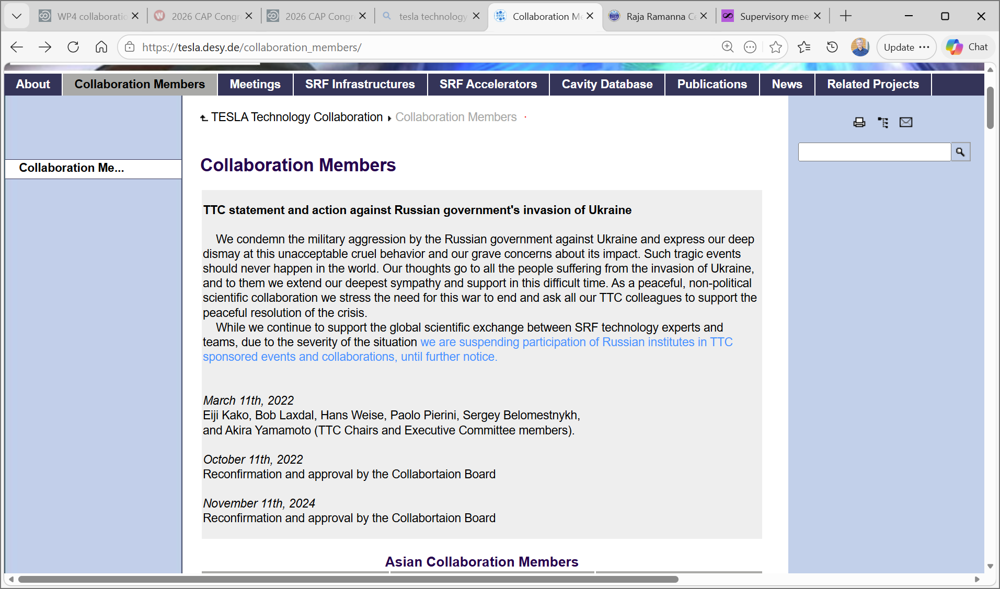 WP4 collaboratio
2026 CAP Congr
2026 CAP Congr
tesla technology
Collaboration Me
Raja Ramanna Ce
Supervisory mee
https://tesla.desy.de/collaboration_members/
Update
Chat
About
Collaboration Members
Meetings
SRF Infrastructures
SRF Accelerators
Cavity Database
Publications
News
Related Projects
Collaboration Me...
TESLA Technology Collaboration
Collaboration Members
Collaboration Members
TTC statement and action against Russian government's invasion of Ukraine
We condemn the military aggression by the Russian government against Ukraine and express our deep
dismay at this unacceptable cruel behavior and our grave concerns about its impact. Such tragic events
should never happen in the world. Our thoughts go to all the people suffering from the invasion of Ukraine,
and to them we extend our deepest sympathy and support in this difficult time. As a peaceful, non-political
scientific collaboration we stress the need for this war to end and ask all our TTC colleagues to support the
peaceful resolution of the crisis.
While we continue to support the global scientific exchange between SRF technology experts and
teams, due to the severity of the situation we are suspending participation of Russian institutes in TTC
sponsored events and collaborations, until further notice.
March 11th, 2022
Eiji Kako, Bob Laxdal, Hans Weise, Paolo Pierini, Sergey Belomestnykh,
and Akira Yamamoto (TTC Chairs and Executive Committee members).
October 11th, 2022
Reconfirmation and approval by the Collabortaion Board
November 11th, 2024
Reconfirmation and approval by the Collabortaion Board
Asian Collaboration Members